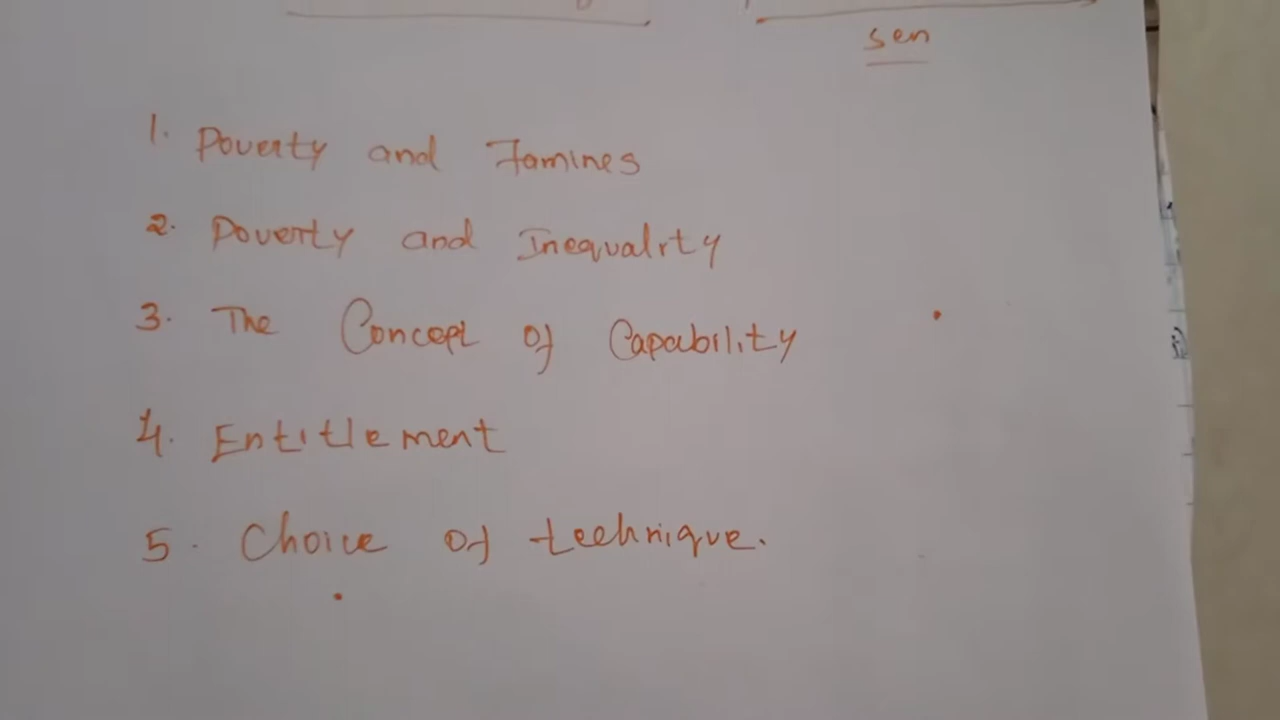 sen
1. Poverty and Famines
2. Poverty and Inequality
3. The Concept of Capability
4. Entitlement
5. Choice of technique.